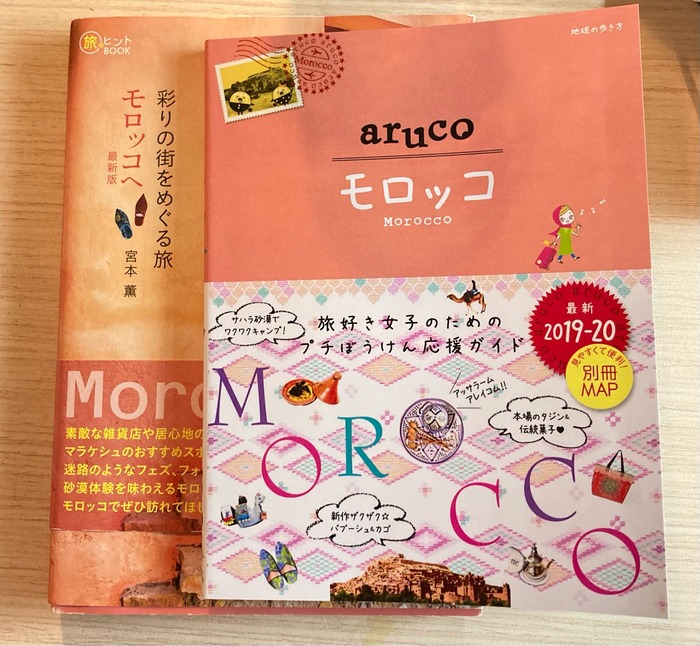 旅のヒント
BOOK
彩りの街をめぐる旅
モロッコへ
最新版
宮本 薫
Moro
素敵な雑貨店や居心地の
マラケシュのおすすめスポ
迷路のようなフェズ、フォ
砂漠体験を味わえるモロ
モロッコでぜひ訪れてほし
地球の歩き方
aruco aruco
Morocco
aruco
モロッコ
Morocco
サハラ砂漠で
ワクワクキャンプ!
旅好き女子のための
プチぼうけん応援ガイド
最新
2019-20
見やすくて便利!
別冊
MAP
アッサラーム
アレイコム!!
本場のタジン&
伝統菓子♥
MOROCCO
新作ザクザク☆
バブーシュ&カゴ